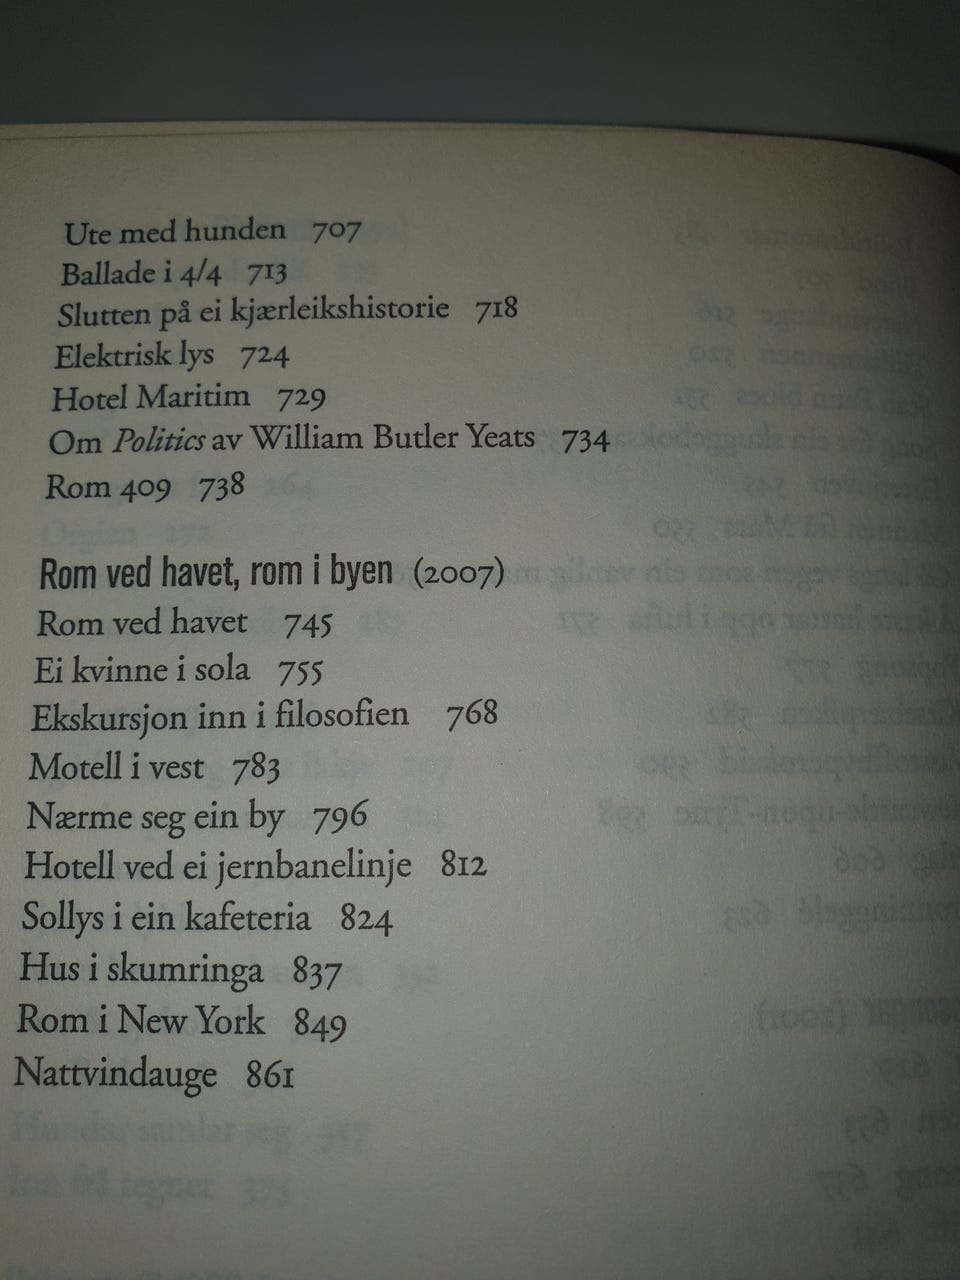 Ute med hunden 707
Ballade i 4/4 713
Slutten på ei kjærleikshistorie 718
Elektrisk lys 724
Hotel Maritim 729
Om Politics av William Butler Yeats 734
Rom 409 738
Rom ved havet, rom i byen (2007)
Rom ved havet 745
Ei kvinne i sola 755
Ekskursjon inn i filosofien 768
Motell i vest 783
Nærme seg ein by 796
Hotell ved ei jernbanelinje 812
Sollys i ein kafeteria 824
Hus i skumringa 837
Rom i New York 849
Nattvindauge 861